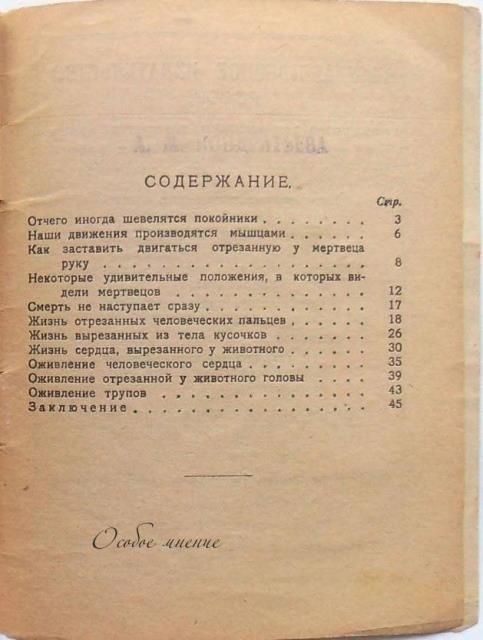 СОДЕРЖАНИЕ.
Стр.
Отчего иногда шевелятся покойники . . . . . . . . 3
Наши движения производятся мышцами . . . . . . 6
Как заставить двигаться отрезанную у мертвеца
руку . . . . . . . . . . . . . . . . . . . 8
Некоторые удивительные положения, в которых ви-
дели мертвецов . . . . . . . . . . . . . . 12
Смерть не наступает сразу . . . . . . . . . . . . 17
Жизнь отрезанных человеческих пальцев . . . . . . 18
Жизнь вырезанных из тела кусочков . . . . . . . . 26
Жизнь сердца, вырезанного у животного . . . . . . 30
Оживление человеческого сердца . . . . . . . . . 35
Оживление отрезанной у животного головы . . . . . 39
Оживление трупов . . . . . . . . . . . . . . . 43
Заключение . . . . . . . . . . . . . . . . . 45
Особое мнение